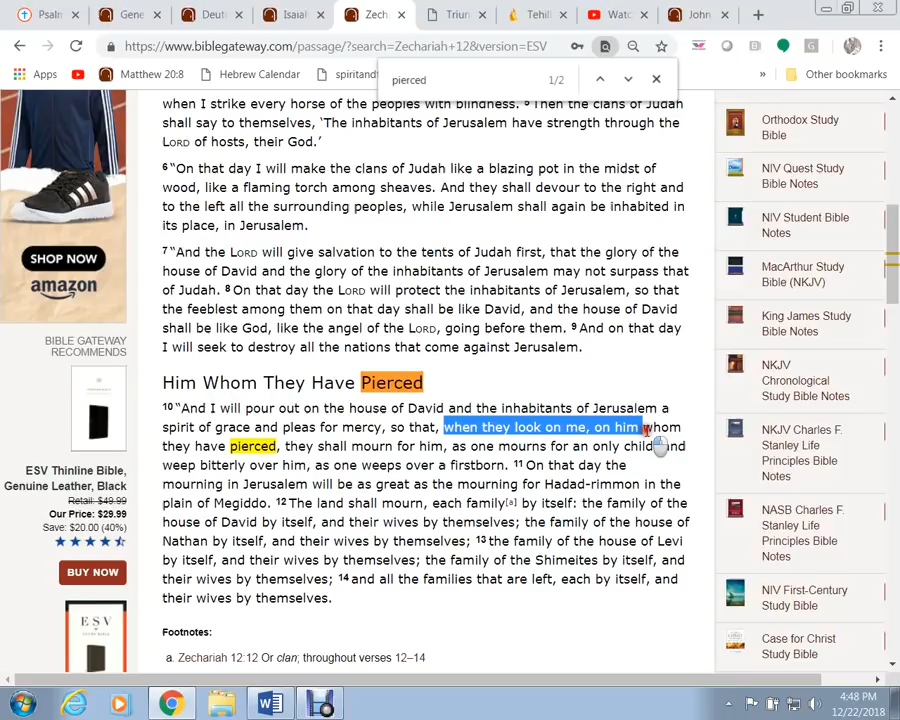 Psalm
Gene
Deut
Isaial
Zech
Triun
Tehill
Watc
John
https://www.biblegateway.com/passage/?search=Zechariah+12&version=ESV
Apps
Matthew 20:8
Hebrew Calendar
spiritandt
»
Other bookmarks
pierced 1/2
when I strike every horse of the peoples with blindness. 5 Then the clans of Judah
shall say to themselves, ‘The inhabitants of Jerusalem have strength through the
LORD of hosts, their God.’
6 “On that day I will make the clans of Judah like a blazing pot in the midst of
wood, like a flaming torch among sheaves. And they shall devour to the right and
to the left all the surrounding peoples, while Jerusalem shall again be inhabited in
its place, in Jerusalem.
7 “And the LORD will give salvation to the tents of Judah first, that the glory of the
house of David and the glory of the inhabitants of Jerusalem may not surpass that
of Judah. 8 On that day the LORD will protect the inhabitants of Jerusalem, so that
the feeblest among them on that day shall be like David, and the house of David
shall be like God, like the angel of the LORD, going before them. 9 And on that day
I will seek to destroy all the nations that come against Jerusalem.
Him Whom They Have Pierced
10 “And I will pour out on the house of David and the inhabitants of Jerusalem a
spirit of grace and pleas for mercy, so that, when they look on me, on him whom
they have pierced, they shall mourn for him, as one mourns for an only child and
weep bitterly over him, as one weeps over a firstborn. 11 On that day the
mourning in Jerusalem will be as great as the mourning for Hadad-rimmon in the
plain of Megiddo. 12 The land shall mourn, each family[a] by itself: the family of the
house of David by itself, and their wives by themselves; the family of the house of
Nathan by itself, and their wives by themselves; 13 the family of the house of Levi
by itself, and their wives by themselves; the family of the Shimeites by itself, and
their wives by themselves; 14 and all the families that are left, each by itself, and
their wives by themselves.
Footnotes:
a. Zechariah 12:12 Or clan; throughout verses 12–14
SHOP NOW
amazon
BIBLE GATEWAY
RECOMMENDS
ESV Thinline Bible,
Genuine Leather, Black
Retail: $49.99
Our Price: $29.99
Save: $20.00 (40%)
BUY NOW
ESV
Orthodox Study
Bible
NIV Quest Study
Bible Notes
NIV Student Bible
Notes
MacArthur Study
Bible (NKJV)
King James Study
Bible Notes
NKJV
Chronological
Study Bible Notes
NKJV Charles F.
Stanley Life
Principles Bible
Notes
NASB Charles F.
Stanley Life
Principles Bible
Notes
NIV First-Century
Study Bible
Case for Christ
Study Bible
4:48 PM
12/22/2018